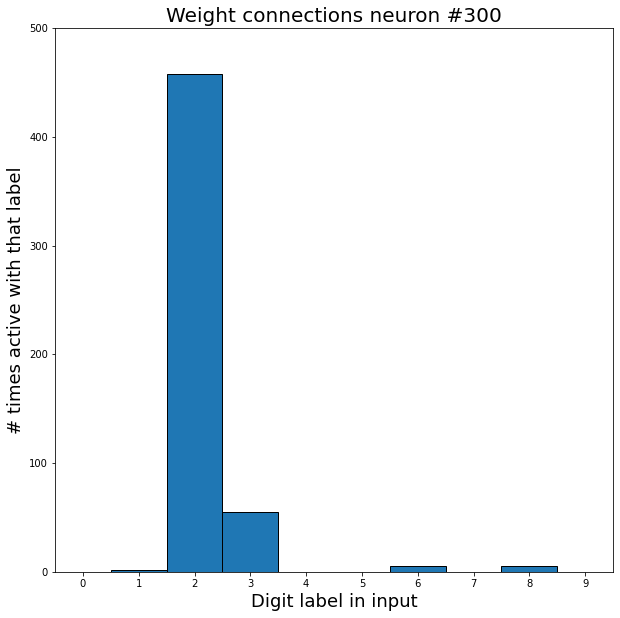 Weight connections neuron #300
# times active with that label
500
400
300
200
100
0
0 1 2 3 4 5 6 7 8 9
Digit label in input